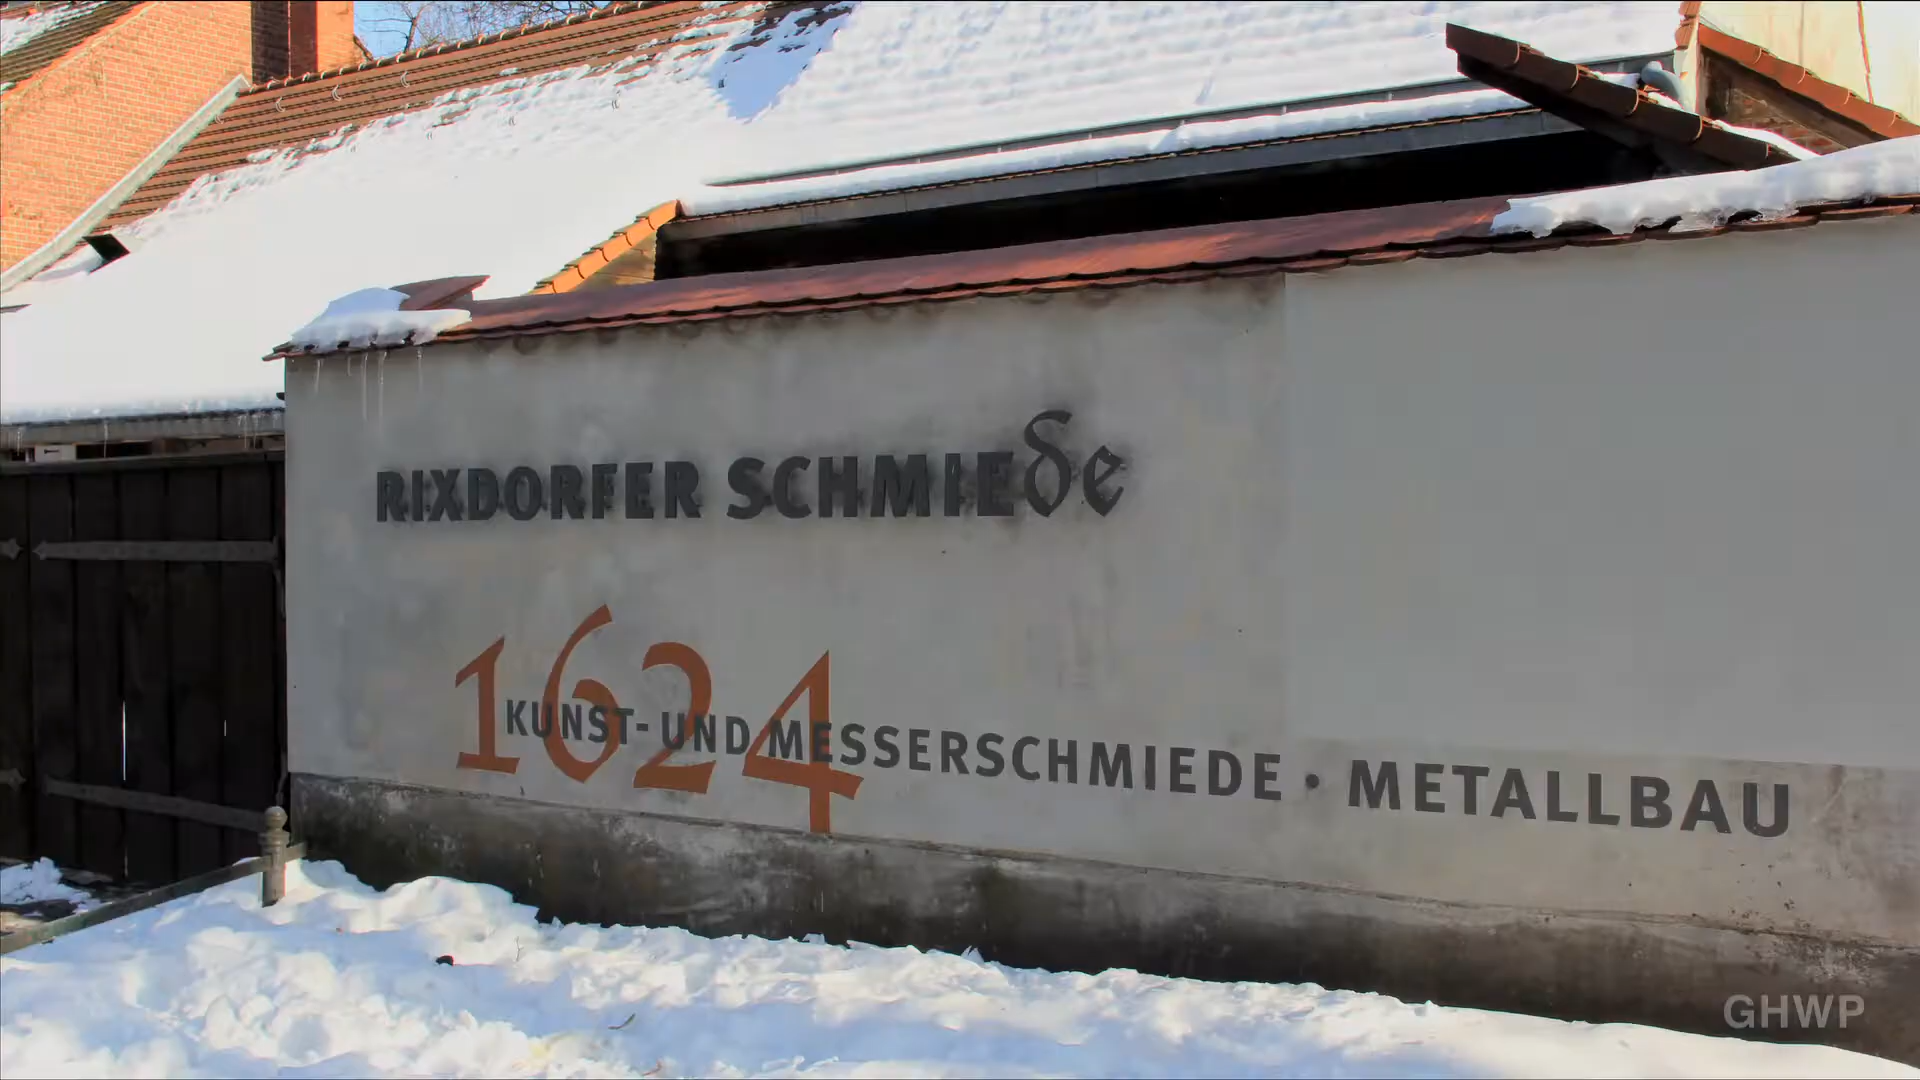 RIXDORFER SCHMIEde
1624
KUNST- UND MESSERSCHMIEDE • METALLBAU
GHWP